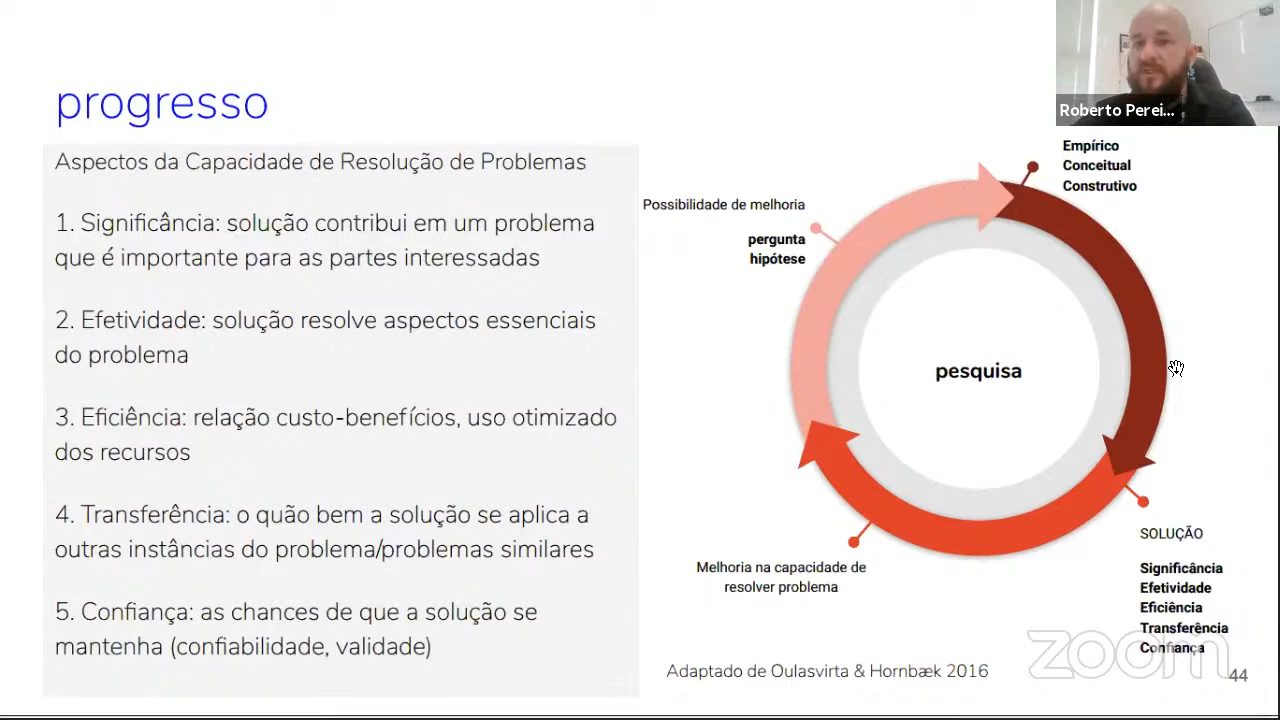 progresso
Aspectos da Capacidade de Resolução de Problemas
1. Significância: solução contribui em um problema
que é importante para as partes interessadas
2. Efetividade: solução resolve aspectos essenciais
do problema
3. Eficiência: relação custo-benefícios, uso otimizado
dos recursos
4. Transferência: o quão bem a solução se aplica a
outras instâncias do problema/problemas similares
5. Confiança: as chances de que a solução se
mantenha (confiabilidade, validade)
Roberto Perei...
Empírico
Conceitual
Construtivo
Possibilidade de melhoria
pergunta
hipótese
pesquisa
SOLUÇÃO
Significância
Efetividade
Eficiência
Transferência
Confiança
Melhoria na capacidade de
resolver problema
Adaptado de Oulasvirta & Hornbæk 2016
zoom
44